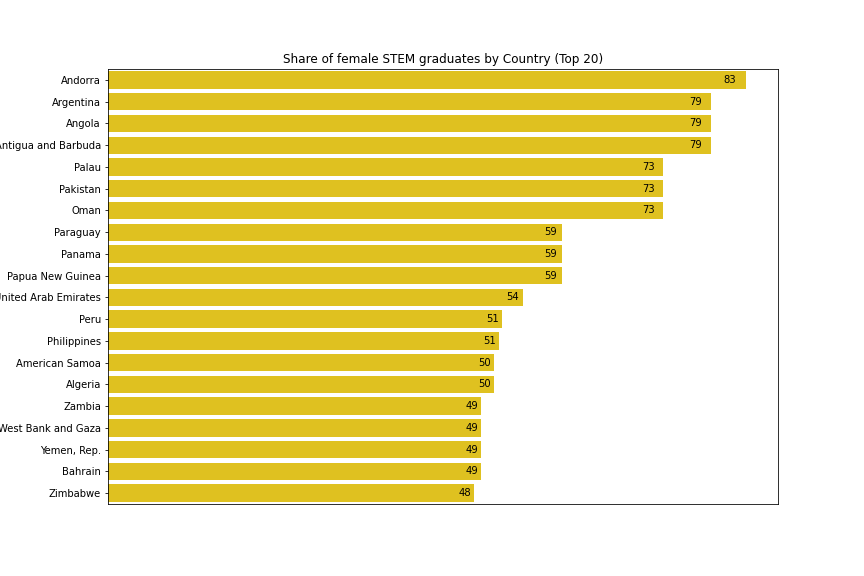 Share of female STEM graduates by Country (Top 20)
Andorra 83
Argentina 79
Angola 79
Antigua and Barbuda 79
Palau 73
Pakistan 73
Oman 73
Paraguay 59
Panama 59
Papua New Guinea 59
United Arab Emirates 54
Peru 51
Philippines 51
American Samoa 50
Algeria 50
Zambia 49
West Bank and Gaza 49
Yemen, Rep. 49
Bahrain 49
Zimbabwe 48